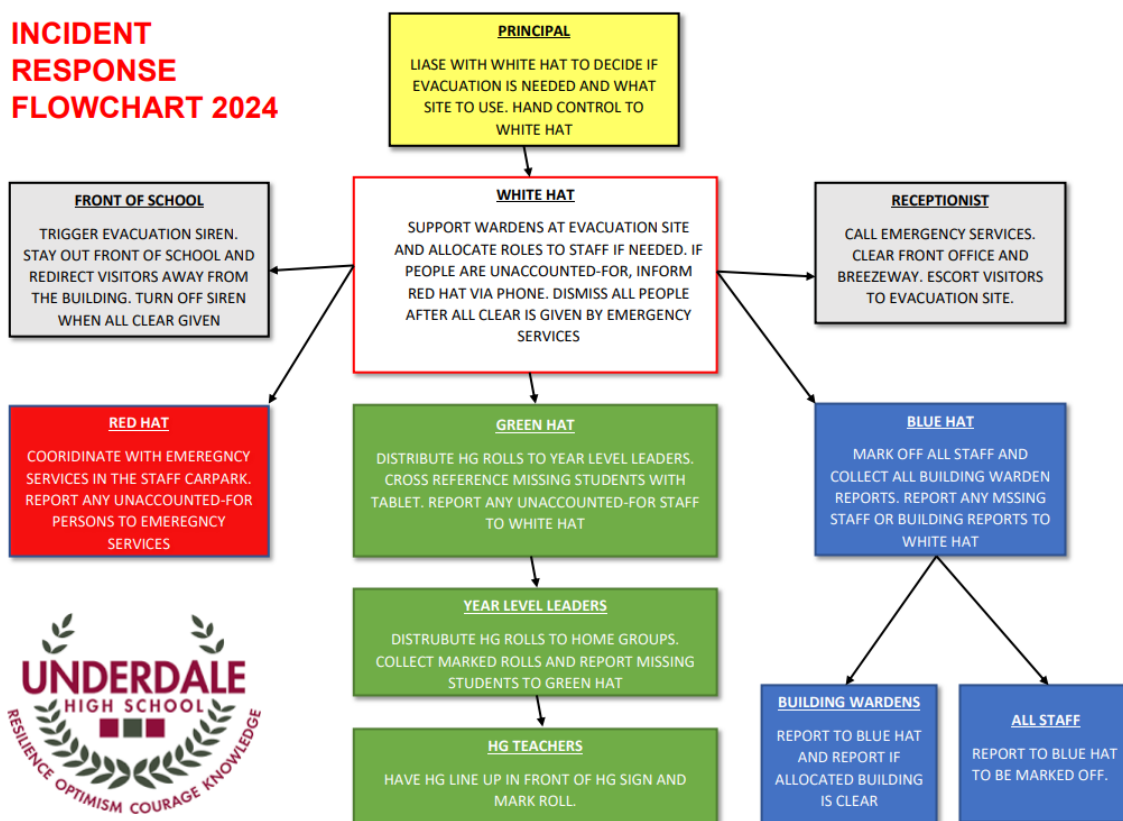 INCIDENT
RESPONSE
FLOWCHART 2024
PRINCIPAL
LIASE WITH WHITE HAT TO DECIDE IF
EVACUATION IS NEEDED AND WHAT
SITE TO USE. HAND CONTROL TO
WHITE HAT
FRONT OF SCHOOL
TRIGGER EVACUATION SIREN.
STAY OUT FRONT OF SCHOOL AND
REDIRECT VISITORS AWAY FROM
THE BUILDING. TURN OFF SIREN
WHEN ALL CLEAR GIVEN
WHITE HAT
SUPPORT WARDENS AT EVACUATION SITE
AND ALLOCATE ROLES TO STAFF IF NEEDED. IF
PEOPLE ARE UNACCOUNTED-FOR, INFORM
RED HAT VIA PHONE. DISMISS ALL PEOPLE
AFTER ALL CLEAR IS GIVEN BY EMERGENCY
SERVICES
RECEPTIONIST
CALL EMERGENCY SERVICES.
CLEAR FRONT OFFICE AND
BREEZEWAY. ESCORT VISITORS
TO EVACUATION SITE.
RED HAT
COORIDINATE WITH EMEREGNCY
SERVICES IN THE STAFF CARPARK.
REPORT ANY UNACCOUNTED-FOR
PERSONS TO EMEREGNCY
SERVICES
GREEN HAT
DISTRIBUTE HG ROLLS TO YEAR LEVEL LEADERS.
CROSS REFERENCE MISSING STUDENTS WITH
TABLET. REPORT ANY UNACCOUNTED-FOR STAFF
TO WHITE HAT
BLUE HAT
MARK OFF ALL STAFF AND
COLLECT ALL BUILDING WARDEN
REPORTS. REPORT ANY MSSING
STAFF OR BUILDING REPORTS TO
WHITE HAT
YEAR LEVEL LEADERS
DISTRUBUTE HG ROLLS TO HOME GROUPS.
COLLECT MARKED ROLLS AND REPORT MISSING
STUDENTS TO GREEN HAT
HG TEACHERS
HAVE HG LINE UP IN FRONT OF HG SIGN AND
MARK ROLL.
BUILDING WARDENS
REPORT TO BLUE HAT
AND REPORT IF
ALLOCATED BUILDING
IS CLEAR
ALL STAFF
REPORT TO BLUE HAT
TO BE MARKED OFF.
UNDERDALE
HIGH SCHOOL
RESILIENCE OPTIMISM COURAGE KNOWLEDGE